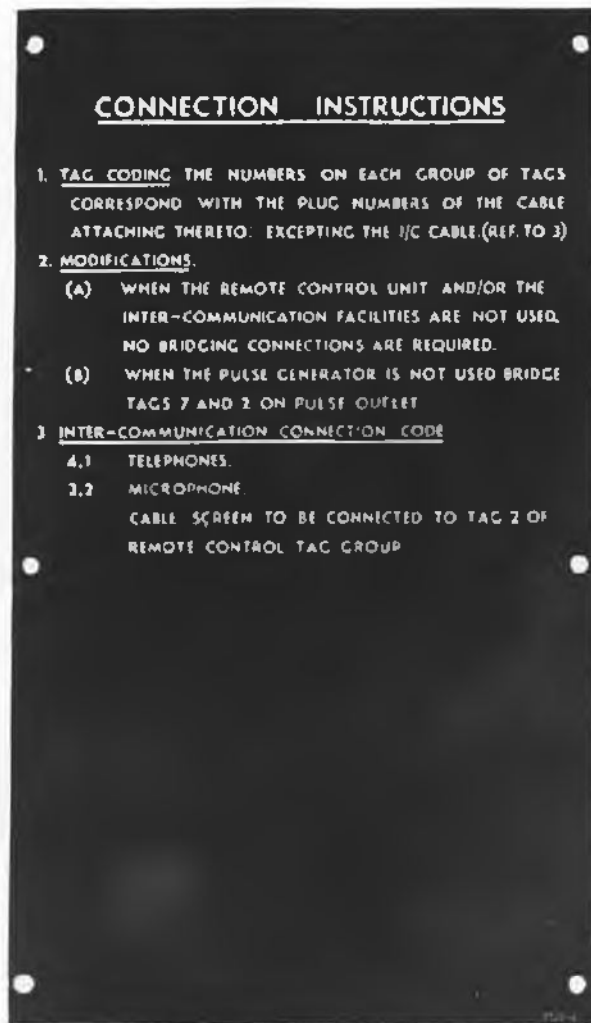 CONNECTION INSTRUCTIONS
1. TAG CODING THE NUMBERS ON EACH GROUP OF TAGS
CORRESPOND WITH THE PLUG NUMBERS OF THE CABLE
ATTACHING THERETO: EXCEPTING THE I/C CABLE.(REF. TO 3)
2. MODIFICATIONS.
(A) WHEN THE REMOTE CONTROL UNIT AND/OR THE
INTER-COMMUNICATION FACILITIES ARE NOT USED,
NO BRIDGING CONNECTIONS ARE REQUIRED.
(B) WHEN THE PULSE GENERATOR IS NOT USED BRIDGE
TAGS 7 AND 2 ON PULSE OUTLET
3 INTER-COMMUNICATION CONNECTION CODE
4,1 TELEPHONES.
3,2 MICROPHONE.
CABLE SCREEN TO BE CONNECTED TO TAG 2 OF
REMOTE CONTROL TAG GROUP